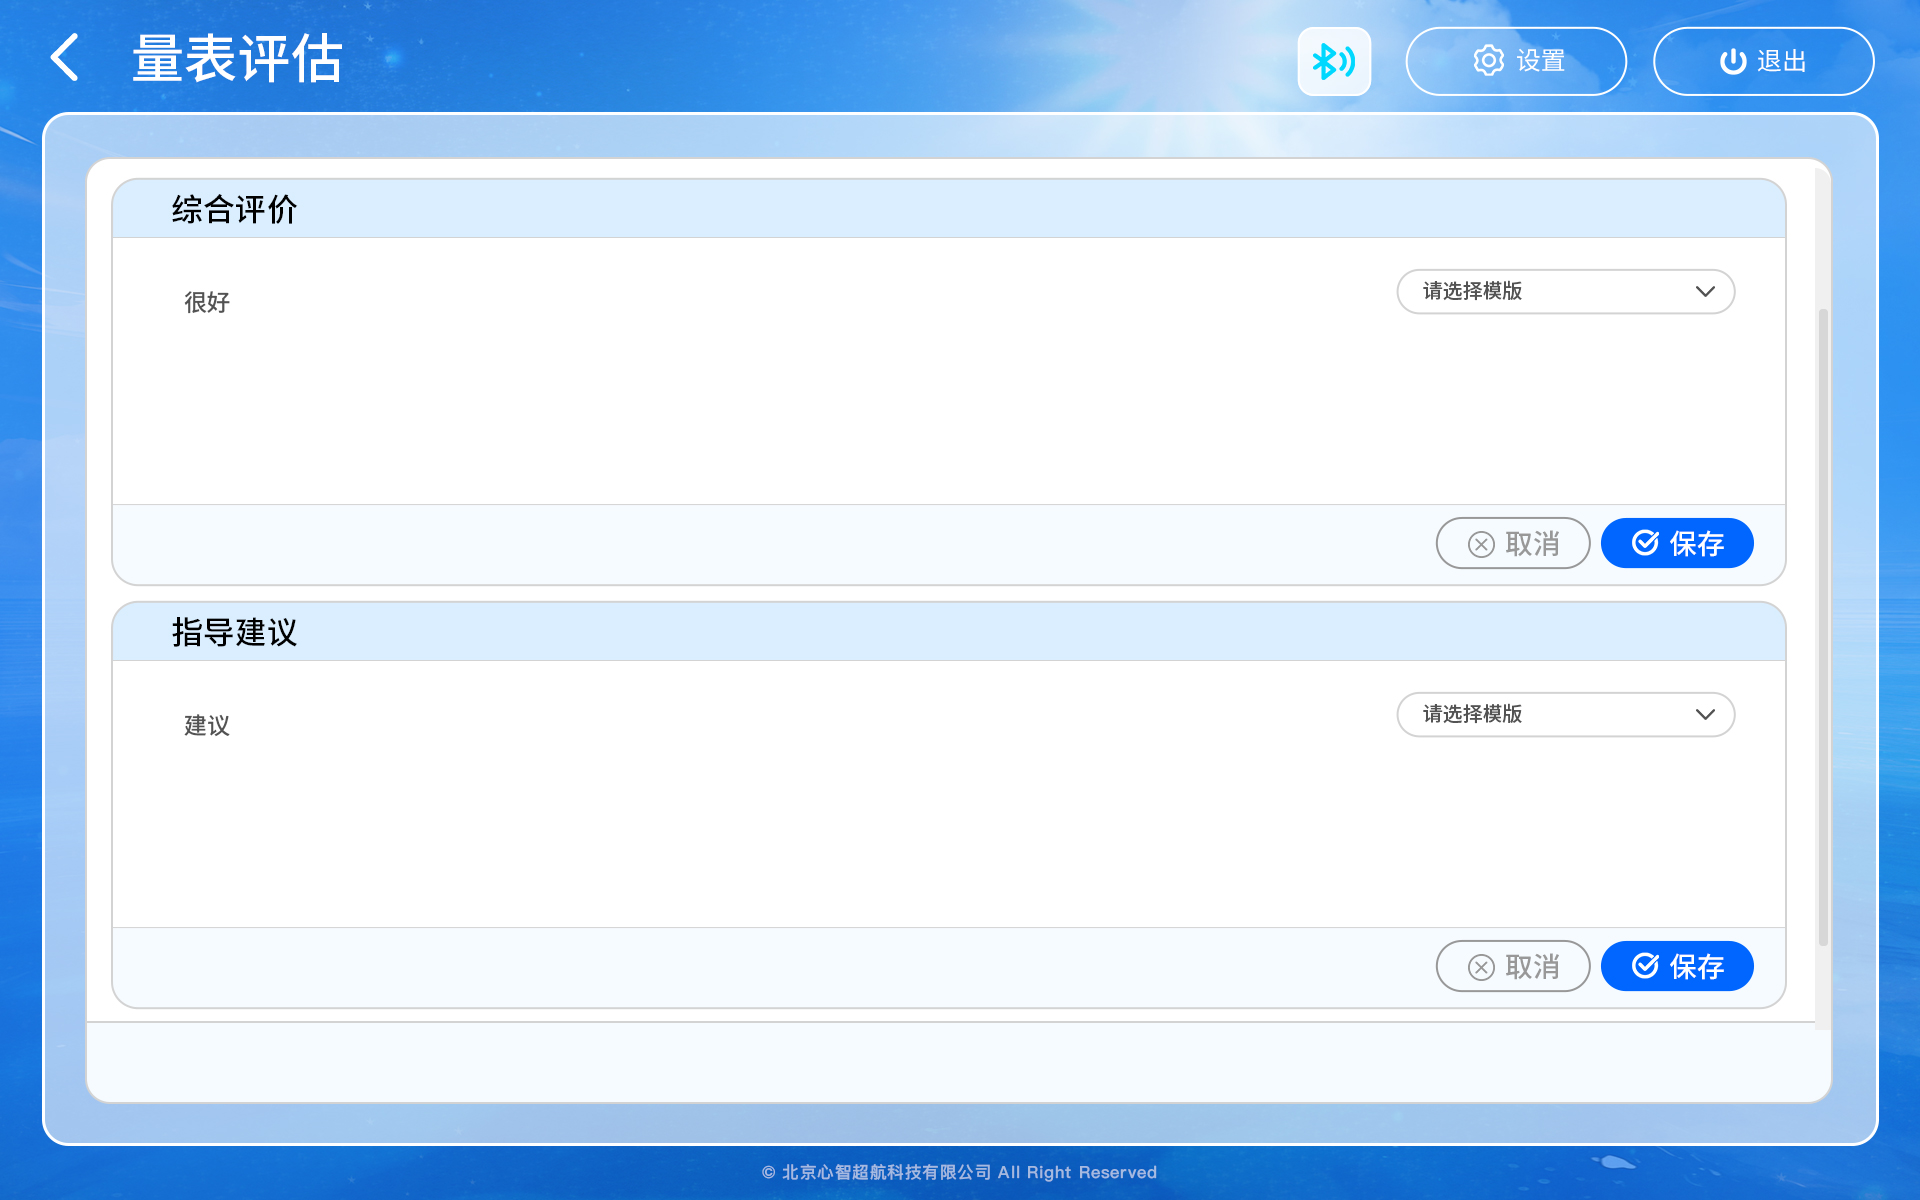 量表评估
设置
退出
综合评价
很好
请选择模版
取消
保存
指导建议
建议
请选择模版
取消
保存
© 北京心智超航科技有限公司 All Right Reserved